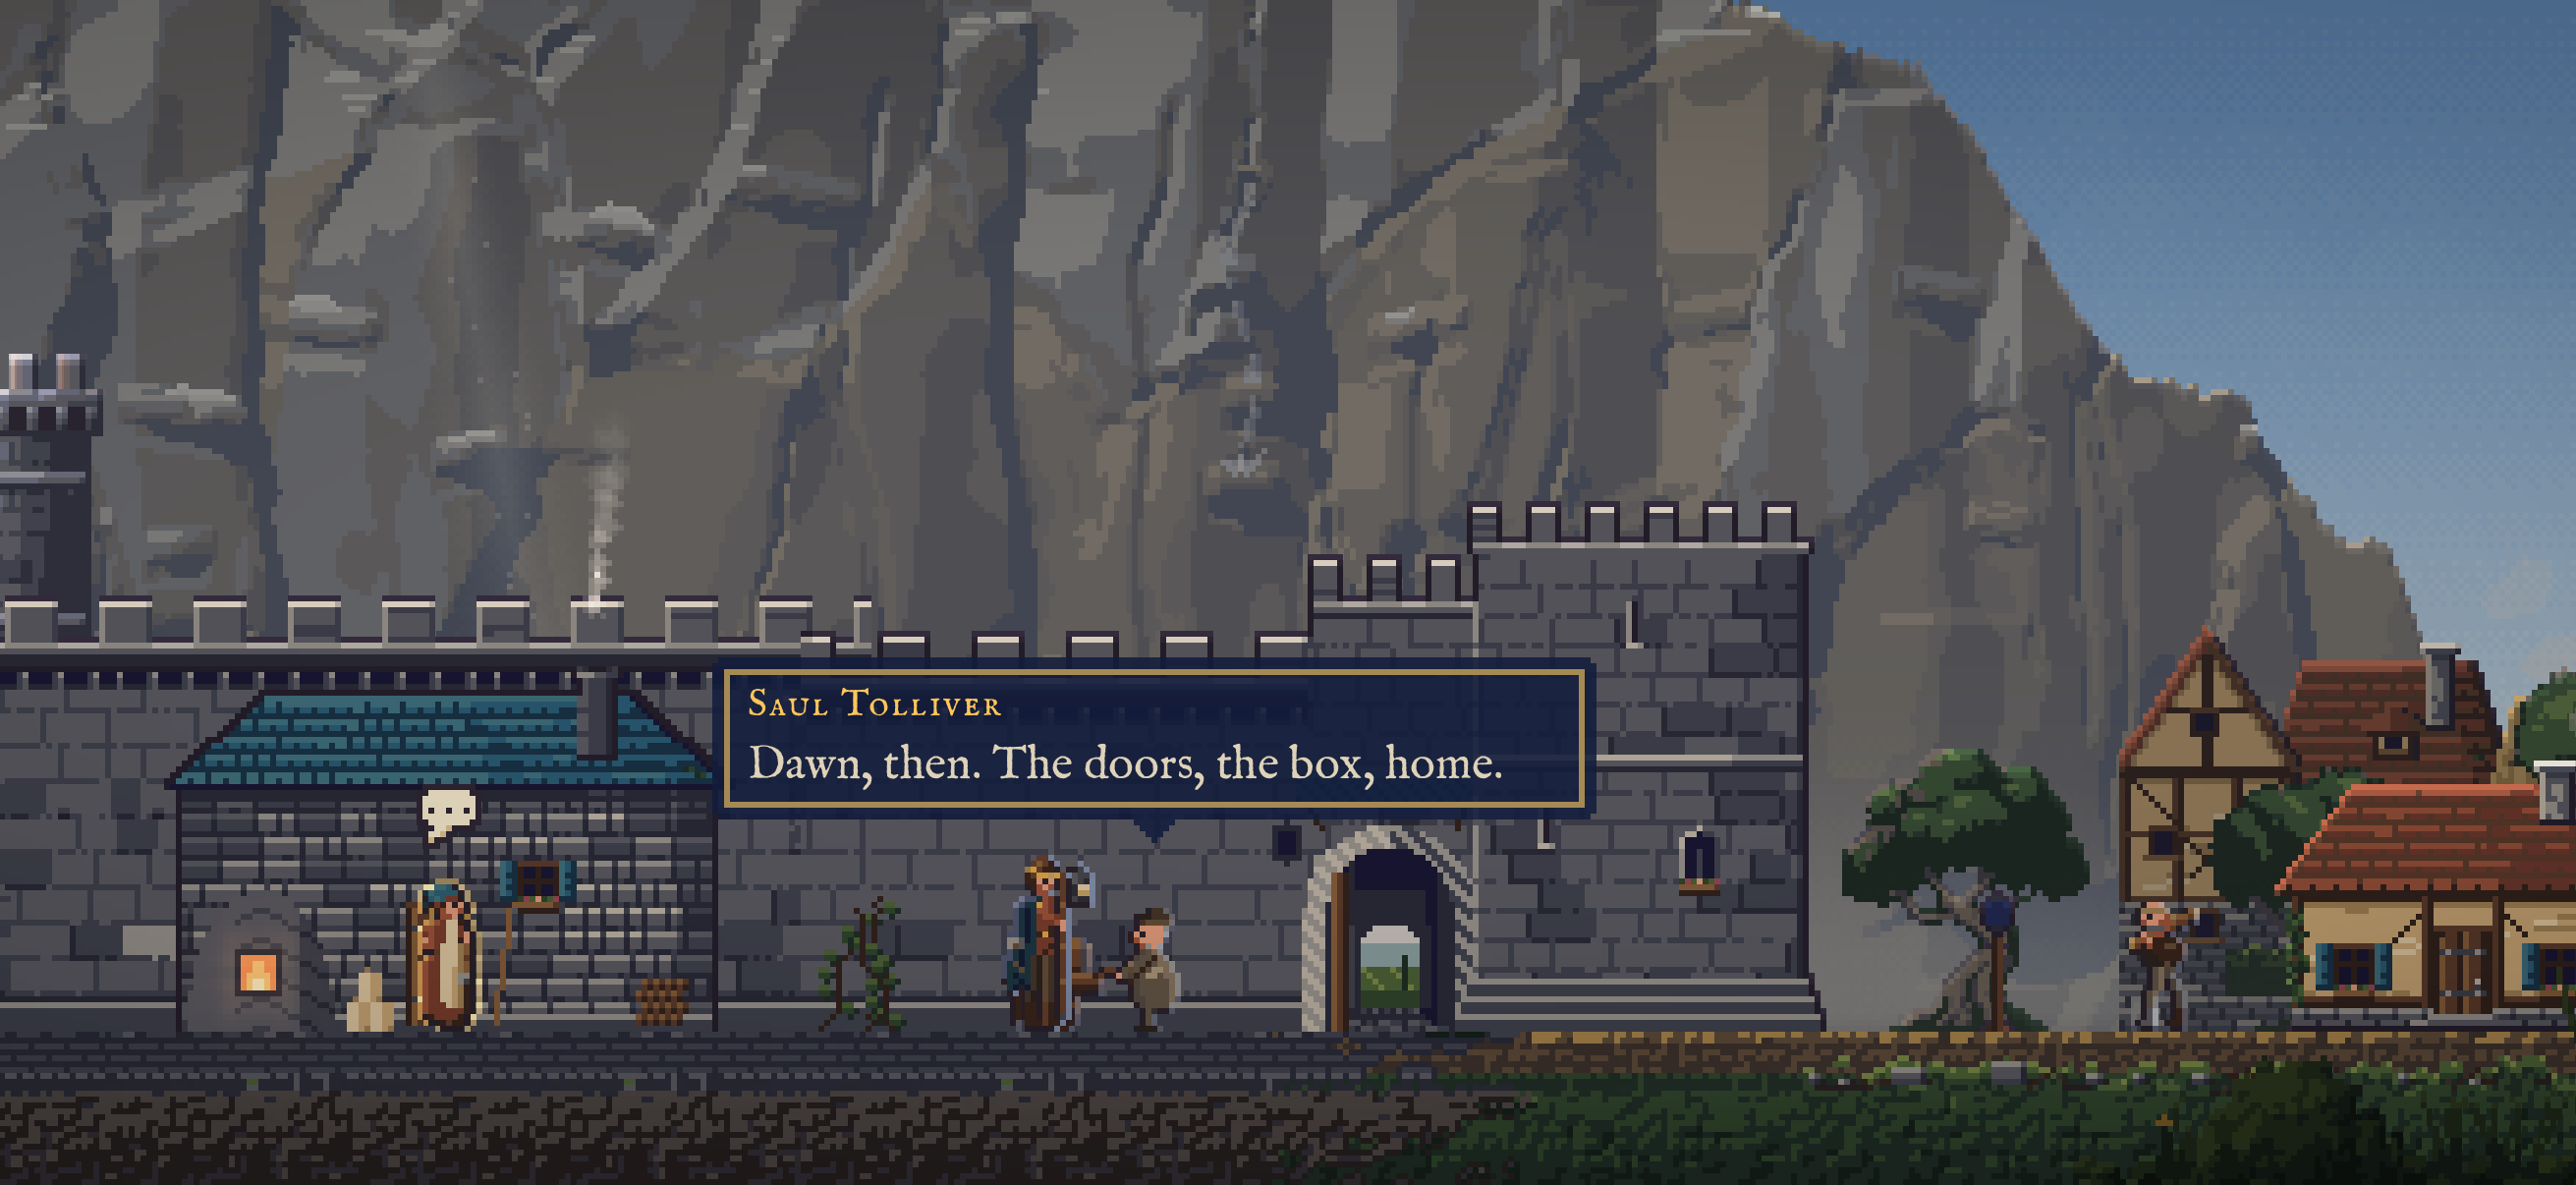 Saul Tolliver
Dawn, then. The doors, the box, home.